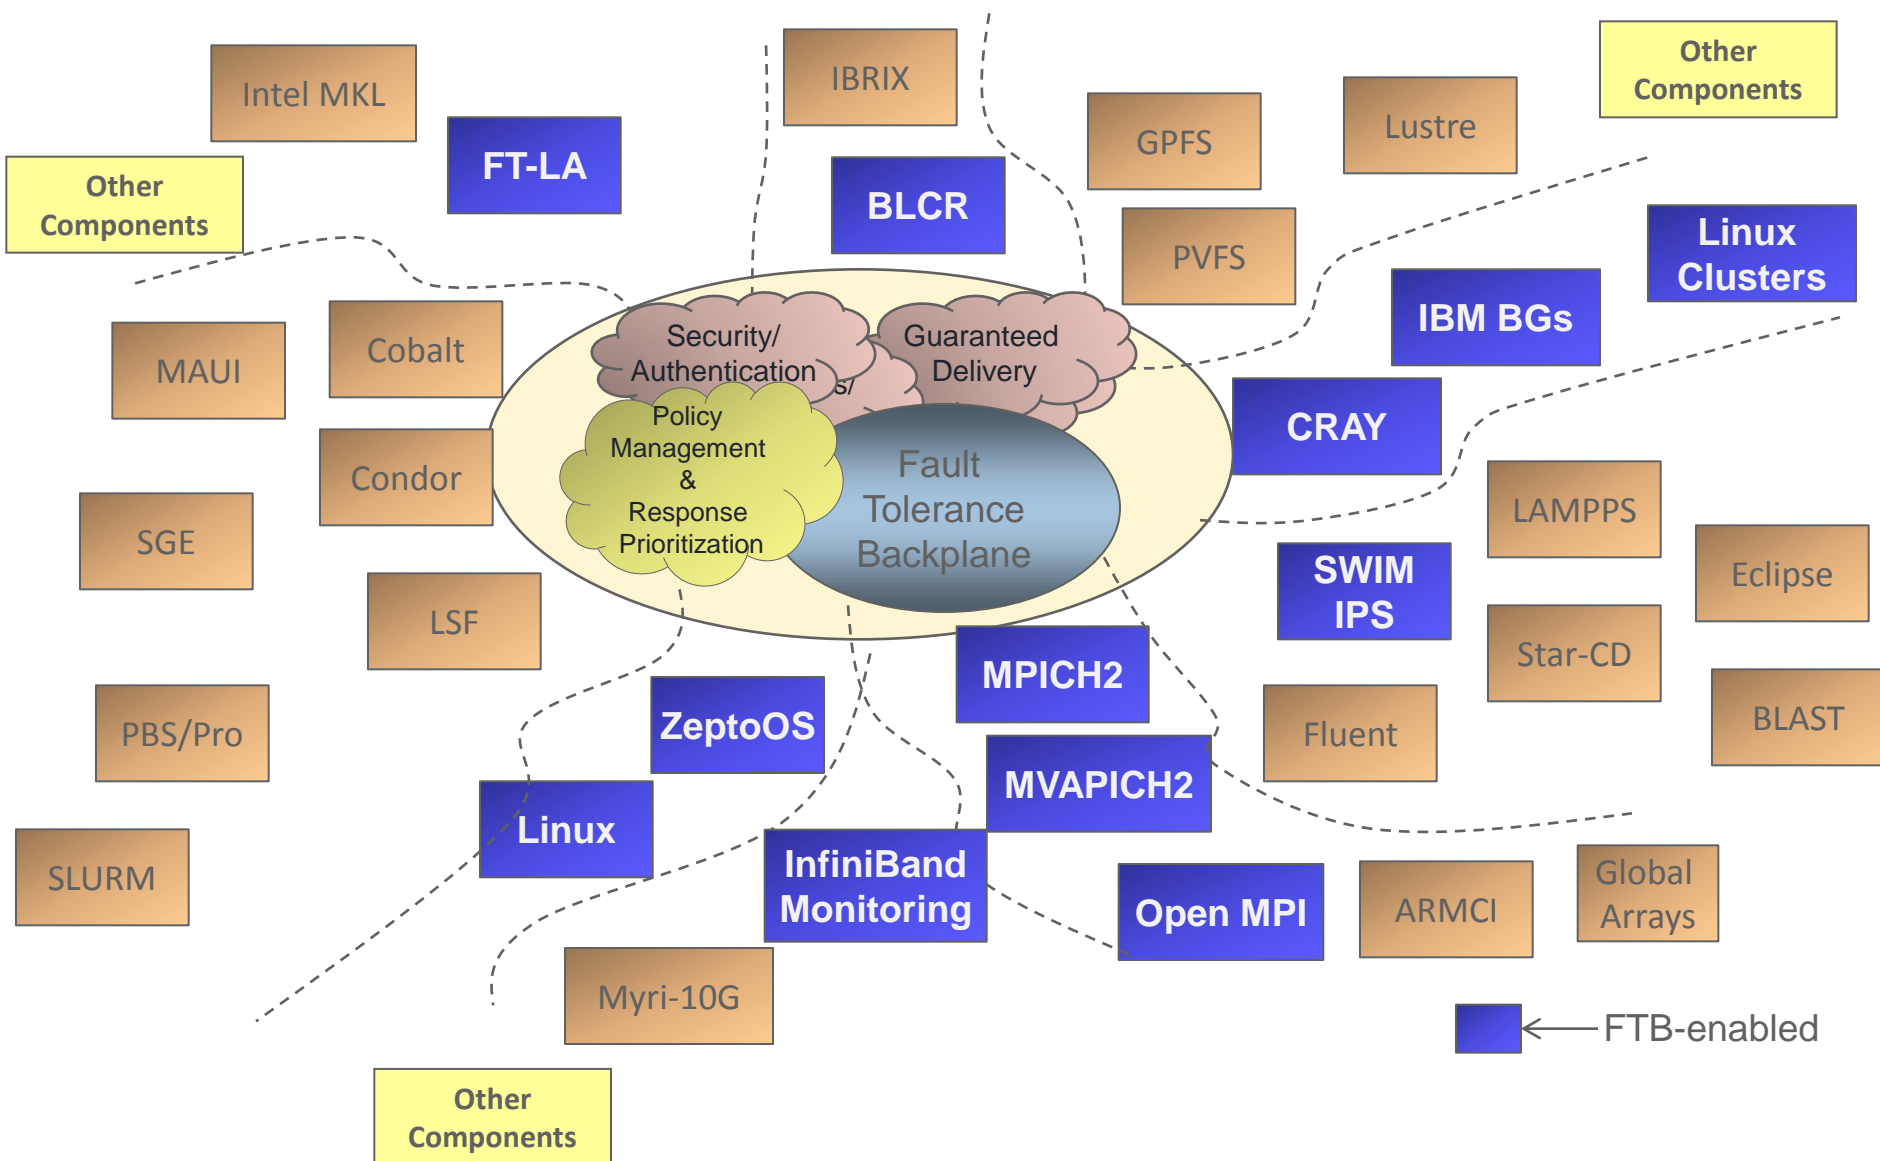 Intel MKL
IBRIX
Other
Components
FT-LA
GPFS
Lustre
Other
Components
BLCR
PVFS
Linux
Clusters
IBM BGs
MAUI
Cobalt
Security/
Authentication
Guaranteed
Delivery
CRAY
Condor
Policy
Management
&
Response
Prioritization
Fault
Tolerance
Backplane
SGE
LAMPPS
Eclipse
SWIM
IPS
LSF
Star-CD
MPICH2
PBS/Pro
ZeptoOS
Fluent
BLAST
MVAPICH2
Linux
SLURM
InfiniBand
Monitoring
Open MPI
ARMCI
Global
Arrays
Myri-10G
FTB-enabled
Other
Components